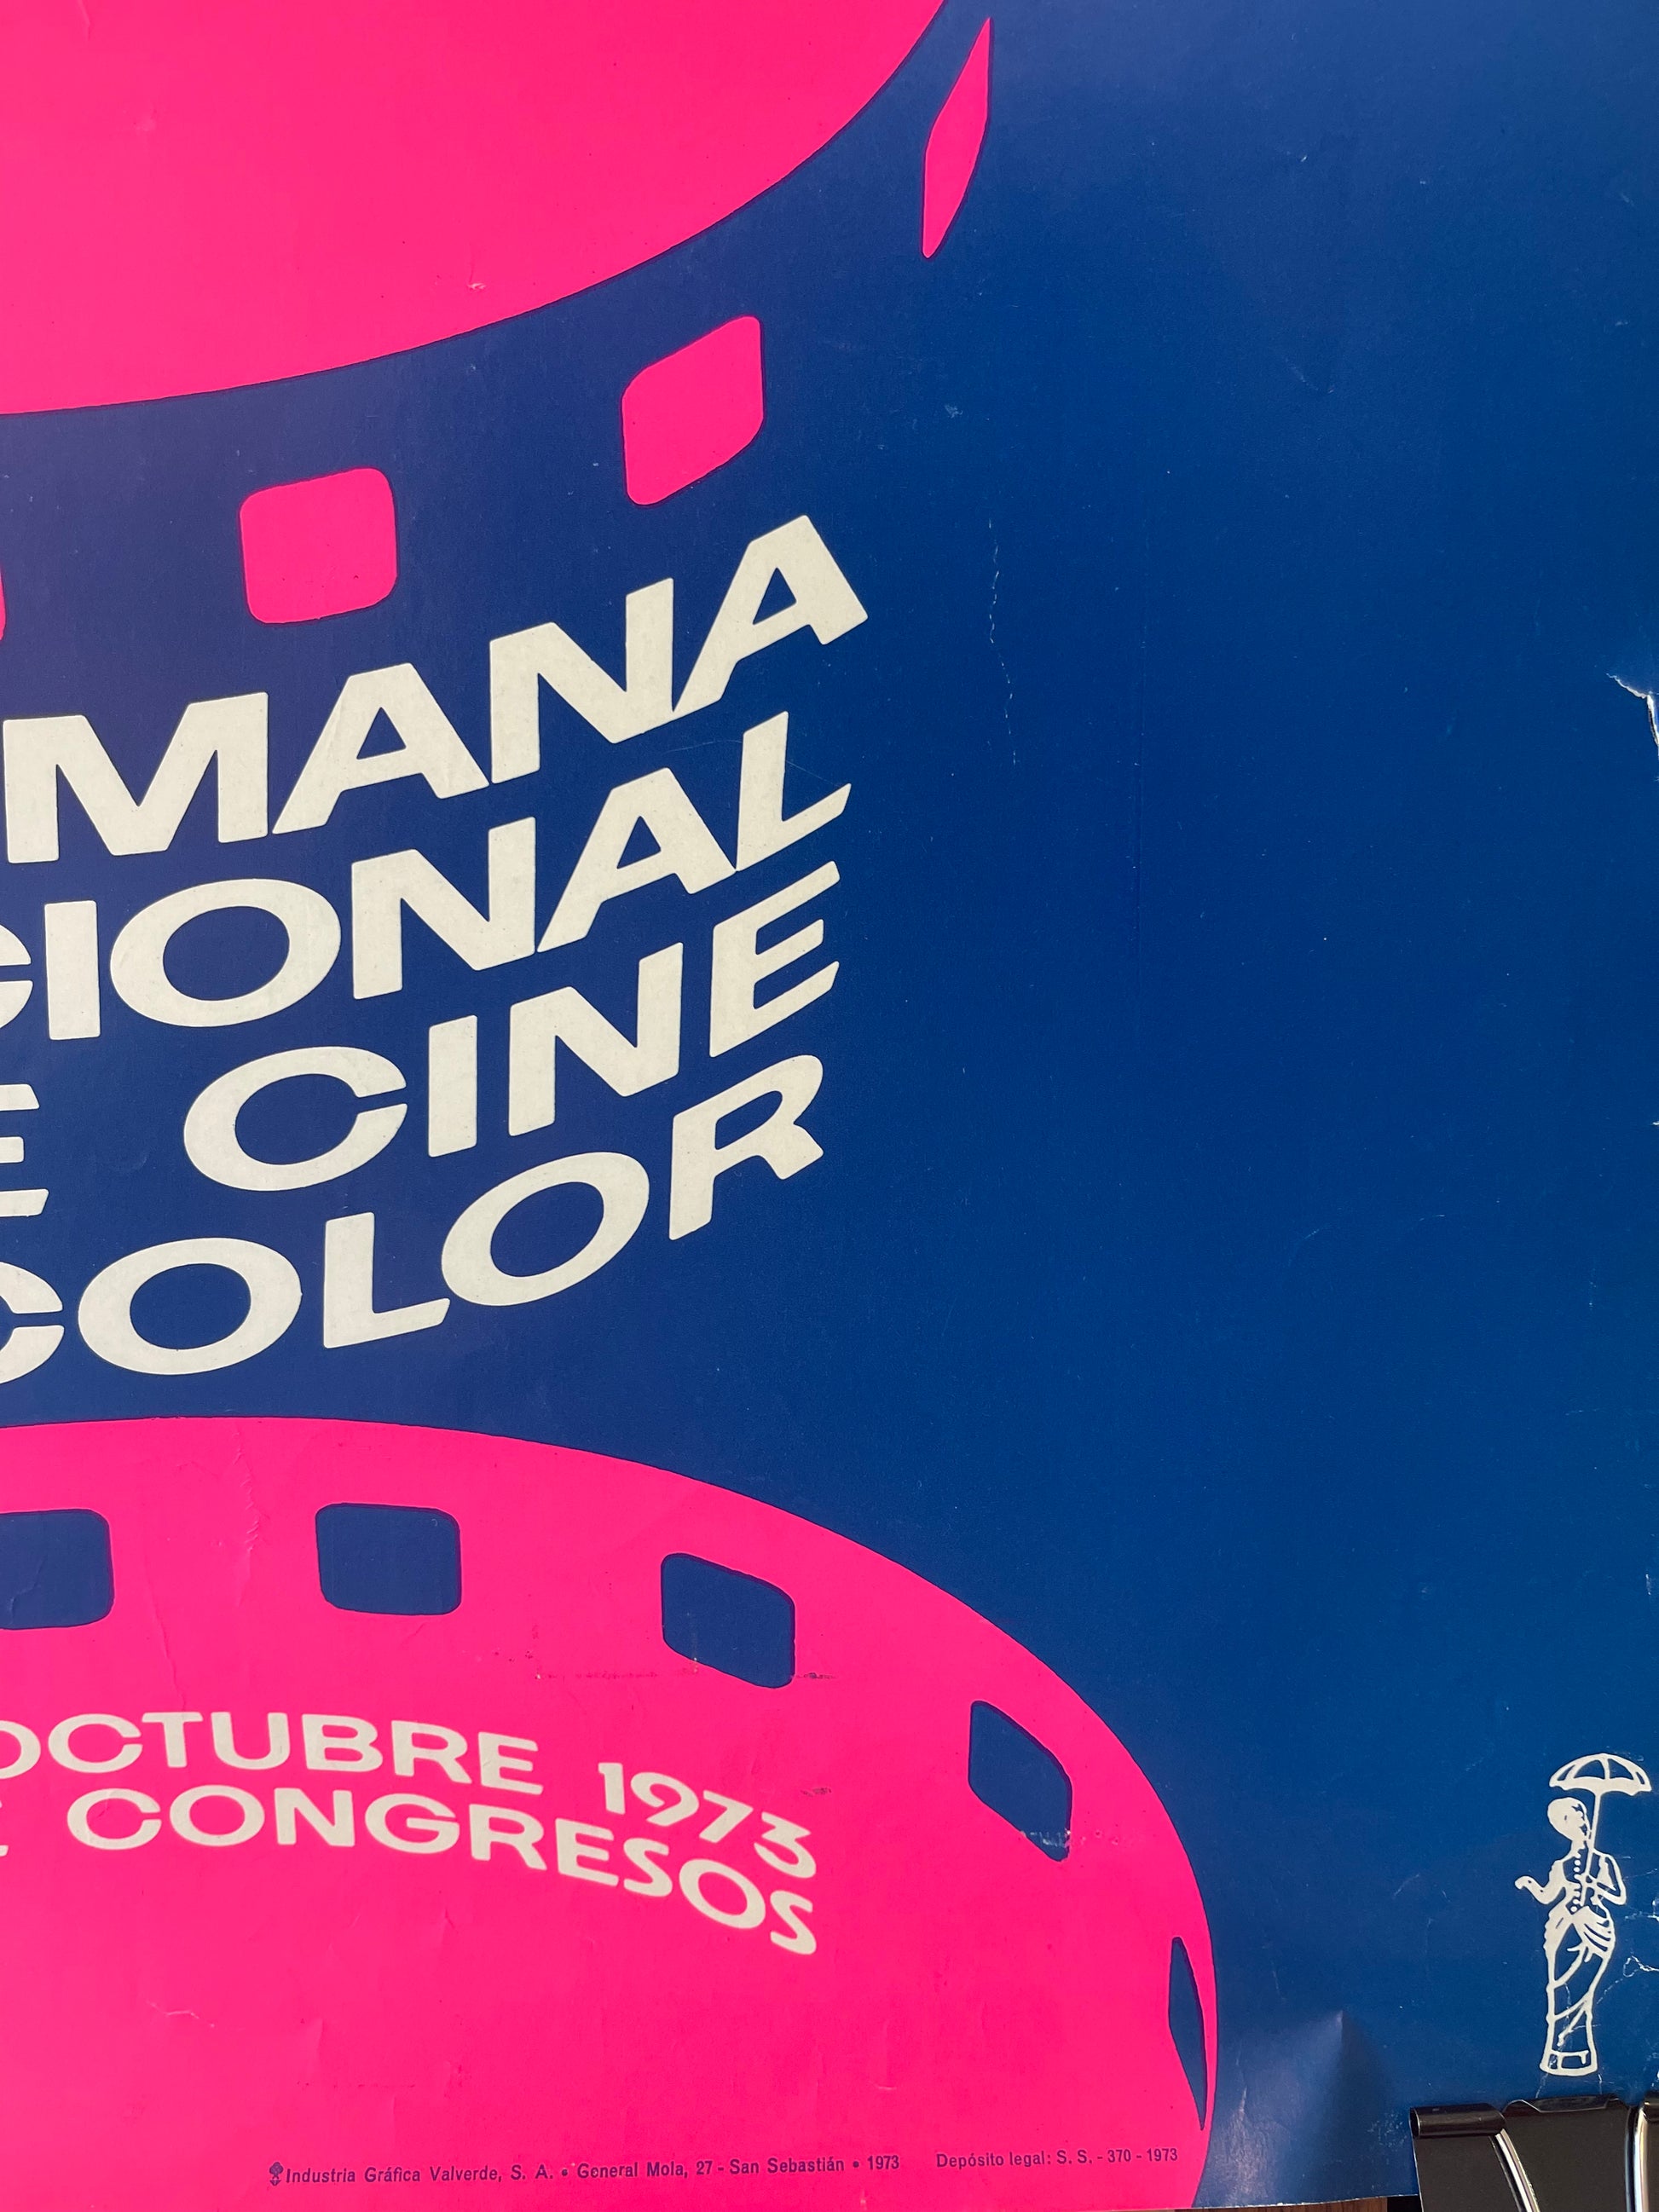 MANA
CIONAL
E CINE
COLOR
OCTUBRE 1973
E CONGRESOS
Industria Gráfica Valverde, S. A. • General Mola, 27 - San Sebastián • 1973 Depósito legal: S. S. - 370 - 1973